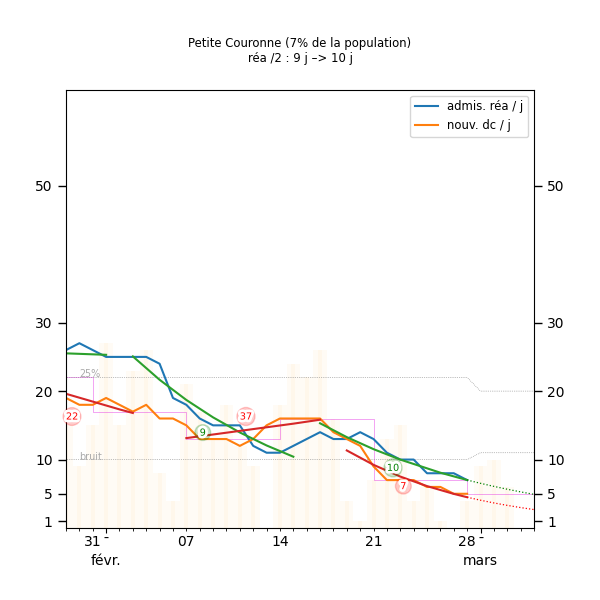 Petite Couronne (7% de la population)
réa /2 : 9 j –> 10 j
admis. réa / j
nouv. dc / j
50 50
30 30
25%
20 20
22 37
9
bruit
10 10
10
7
5 5
1 1
31 - 07 14 21 28 -
févr. mars